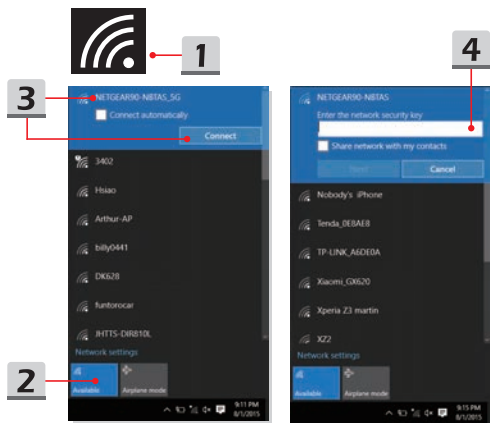 1
3
NETGEAR90-N8TAS_5G
Connect automatically
Connect
3402
Hsiao
Arthur-AP
billy0441
DK628
funtorocar
JHTTS-DIR810L
Network settings
2
Available
Airplane mode
9:11 PM
8/1/2015
4
NETGEAR90-N8TAS
Enter the network security key
Share network with my contacts
Next
Cancel
Nobody's iPhone
Tenda_0E8AE8
TP-LINK_A6DE0A
Xiaomi_GX620
Xperia Z3 martin
XZ2
Network settings
Available
Airplane mode
9:15 PM
8/1/2015